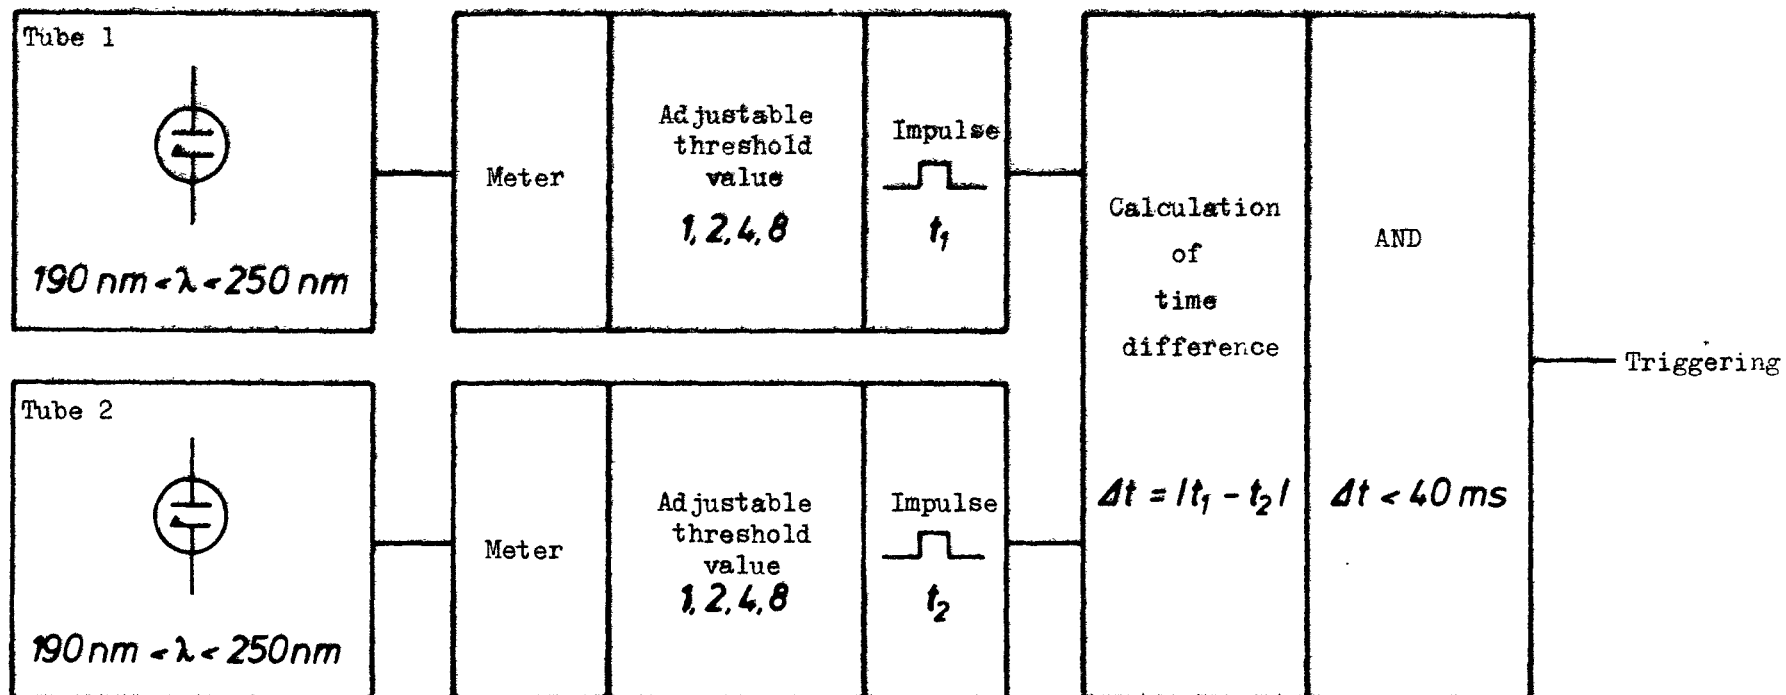 Tube 1
190 nm < λ < 250 nm
Meter
Adjustable
threshold
value
1, 2, 4, 8
Impulse
t₁
Tube 2
190 nm < λ < 250 nm
Meter
Adjustable
threshold
value
1, 2, 4, 8
Impulse
t₂
Calculation
of
time
difference
Δt = |t₁ - t₂|
AND
Δt < 40 ms
Triggering